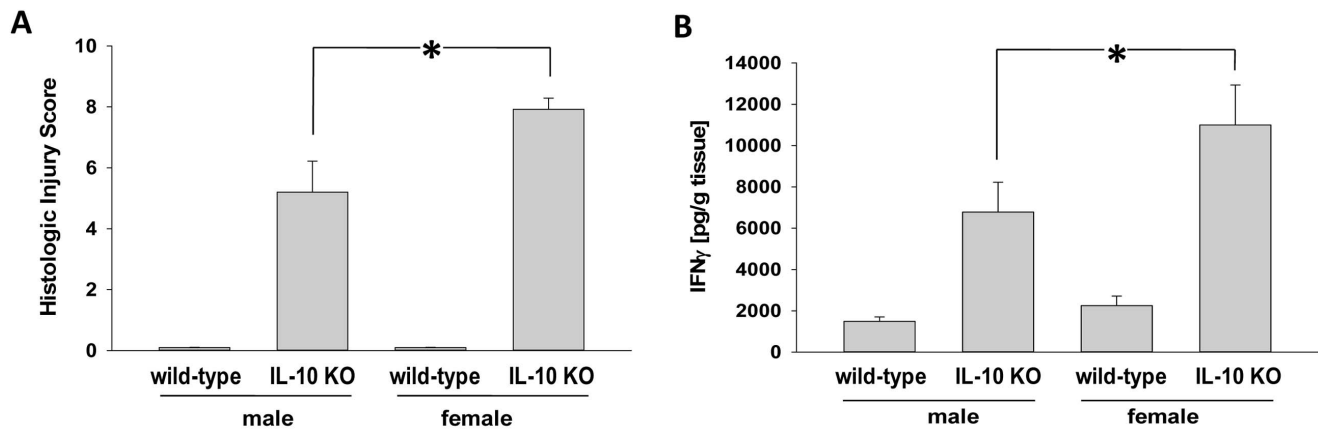 A
Histologic Injury Score
10
8
6
4
2
0
*
wild-type IL-10 KO wild-type IL-10 KO
male female
B
IFNγ [pg/g tissue]
14000
12000
10000
8000
6000
4000
2000
0
*
wild-type IL-10 KO wild-type IL-10 KO
male female